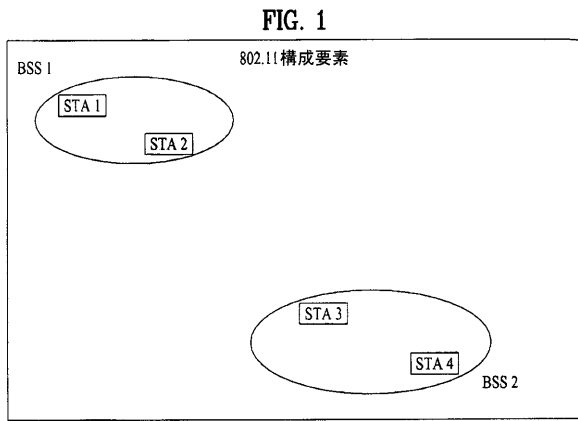 FIG. 1
802.11構成要素
BSS 1
STA 1
STA 2
STA 3
STA 4
BSS 2